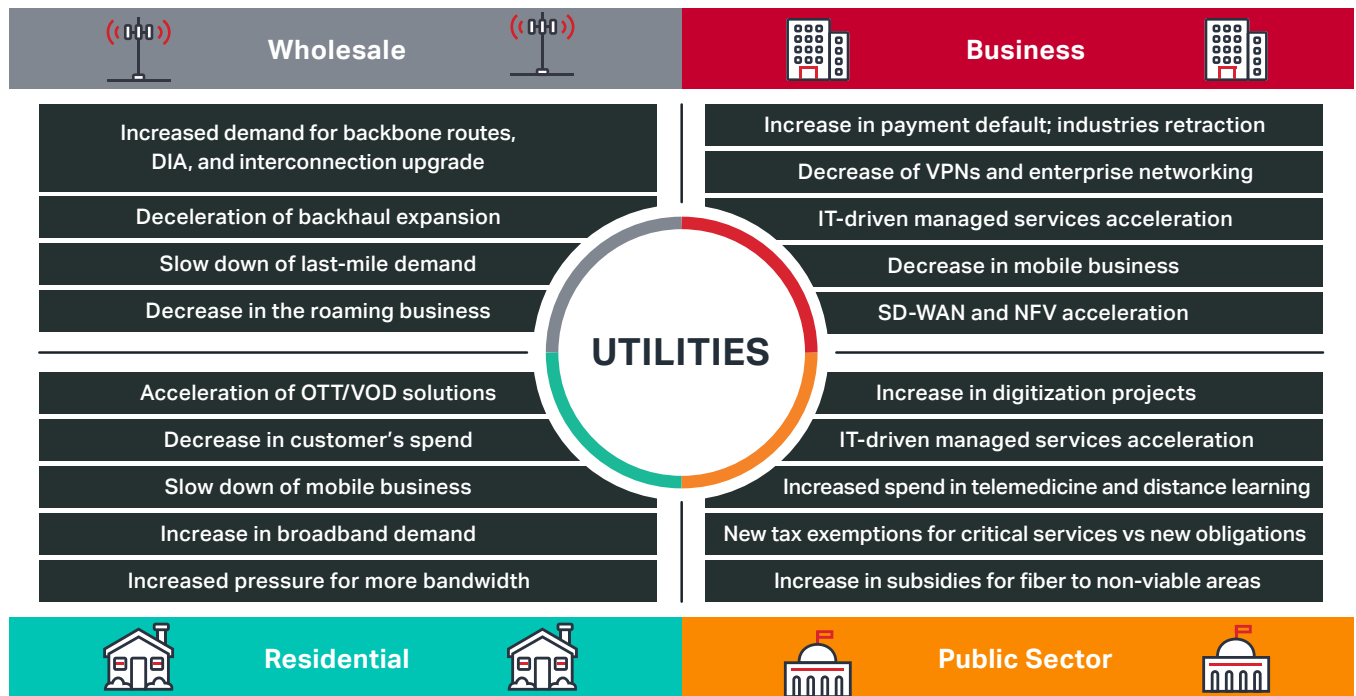 Wholesale
Business
Increased demand for backbone routes,
DIA, and interconnection upgrade
Deceleration of backhaul expansion
Slow down of last-mile demand
Decrease in the roaming business
Increase in payment default; industries retraction
Decrease of VPNs and enterprise networking
IT-driven managed services acceleration
Decrease in mobile business
SD-WAN and NFV acceleration
UTILITIES
Acceleration of OTT/VOD solutions
Decrease in customer’s spend
Slow down of mobile business
Increase in broadband demand
Increased pressure for more bandwidth
Increase in digitization projects
IT-driven managed services acceleration
Increased spend in telemedicine and distance learning
New tax exemptions for critical services vs new obligations
Increase in subsidies for fiber to non-viable areas
Residential
Public Sector